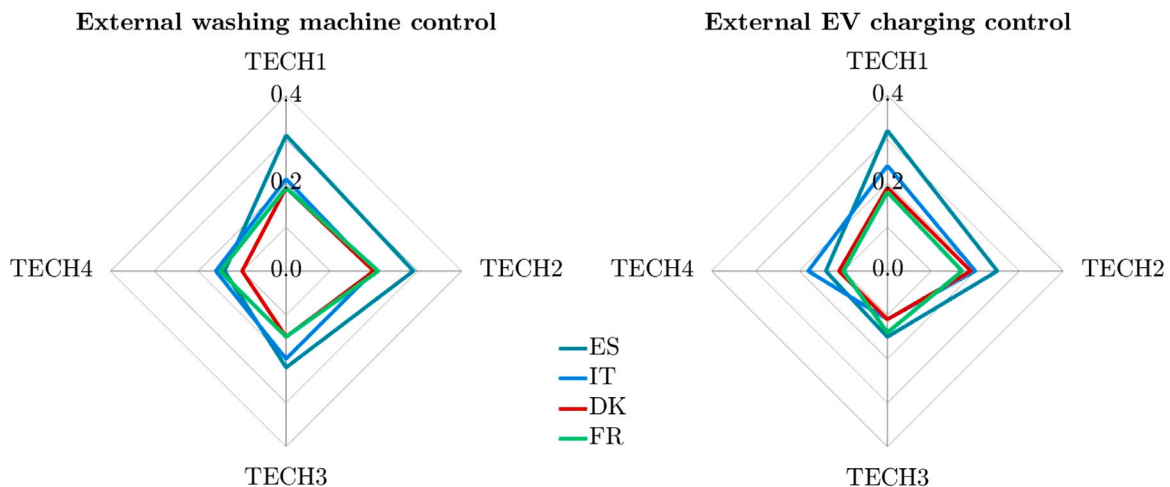 External washing machine control
TECH1
0.4
0.2
TECH4
0.0
TECH2
TECH3
External EV charging control
TECH1
0.4
0.2
TECH4
0.0
TECH2
TECH3
ES
IT
DK
FR